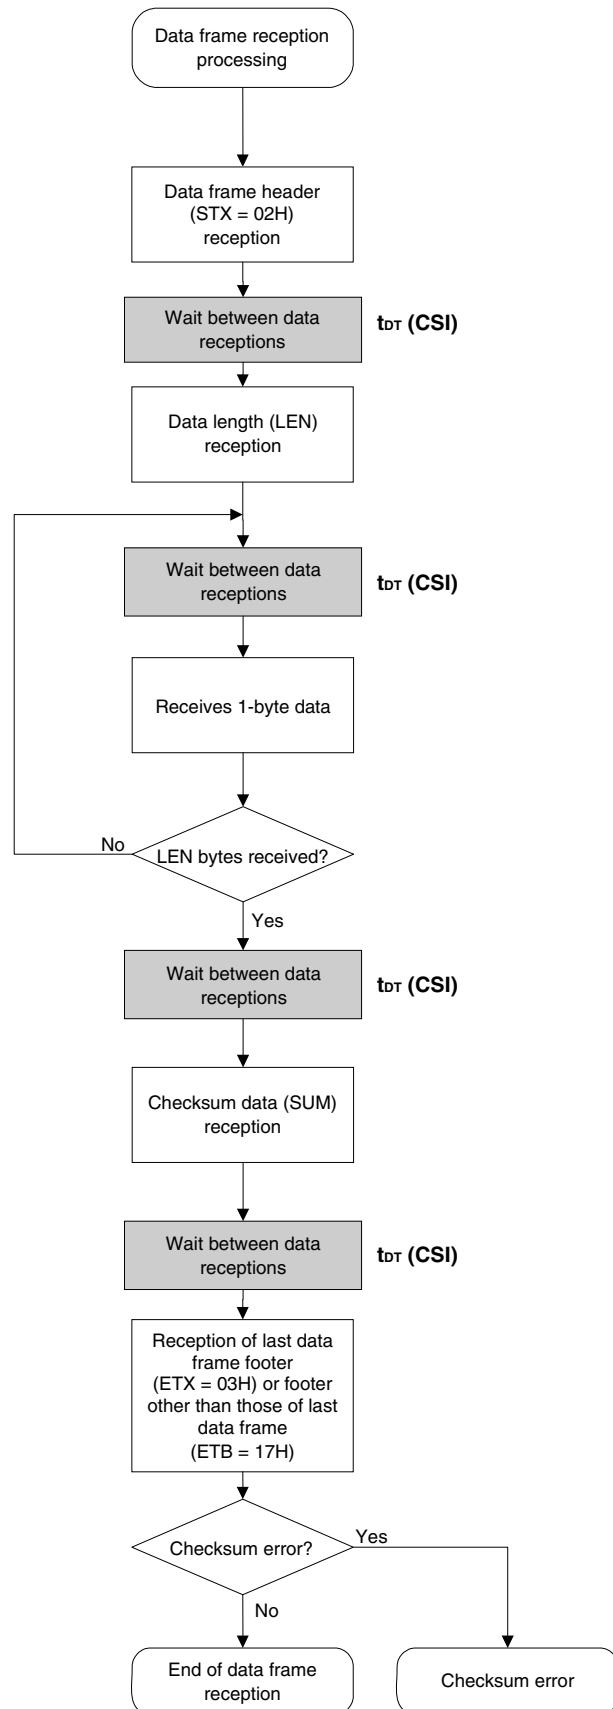 Data frame reception
processing
Data frame header
(STX = 02H)
reception
Wait between data
receptions
tDT (CSI)
Data length (LEN)
reception
Wait between data
receptions
tDT (CSI)
Receives 1-byte data
No
LEN bytes received?
Yes
Wait between data
receptions
tDT (CSI)
Checksum data (SUM)
reception
Wait between data
receptions
tDT (CSI)
Reception of last data
frame footer
(ETX = 03H) or footer
other than those of last
data frame
(ETB = 17H)
Checksum error?
Yes
No
End of data frame
reception
Checksum error